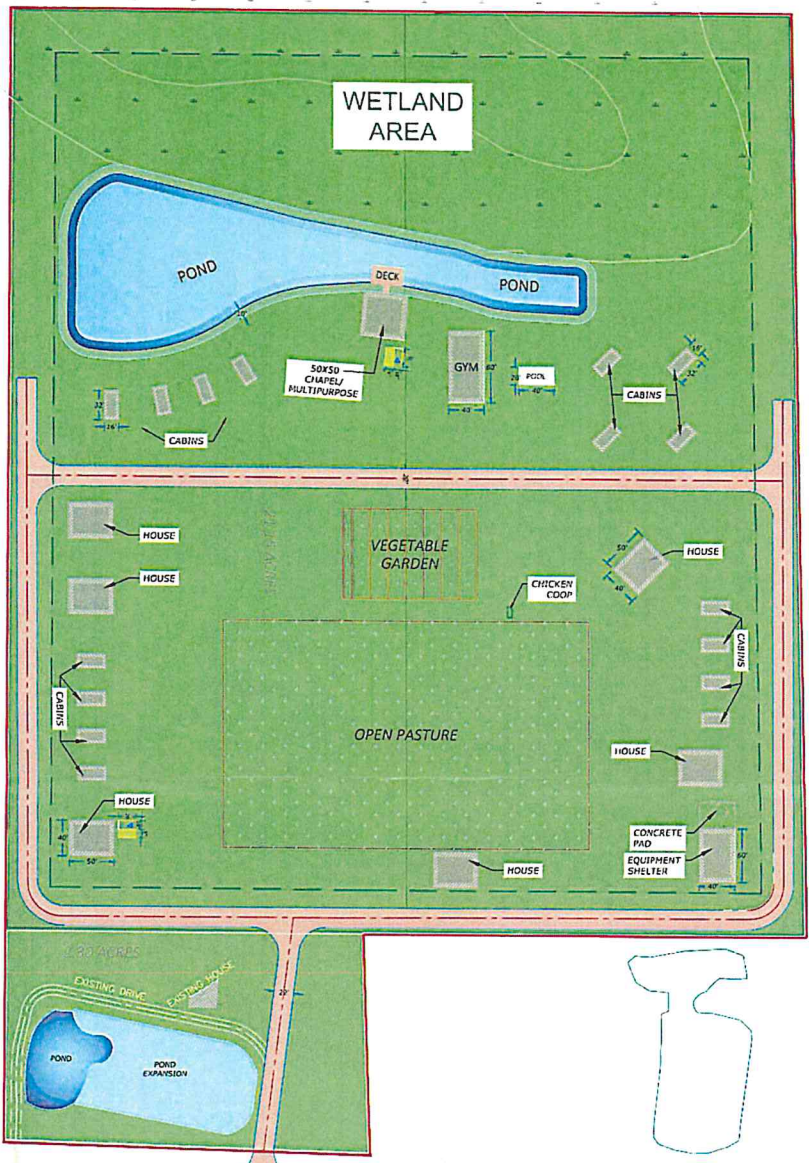 WETLAND
AREA
POND
DECK
POND
10'
50X50
CHAPEL/
MULTIPURPOSE
GYM
60'
40'
POOL
20'
40'
16'
32'
CABINS
32'
16'
CABINS
HOUSE
VEGETABLE
GARDEN
HOUSE
50'
40'
HOUSE
CHICKEN
COOP
CABINS
CABINS
OPEN PASTURE
HOUSE
HOUSE
40'
50'
CONCRETE
PAD
EQUIPMENT
SHELTER
60'
40'
HOUSE
EXISTING DRIVE
EXISTING HOUSE
POND
POND
EXPANSION